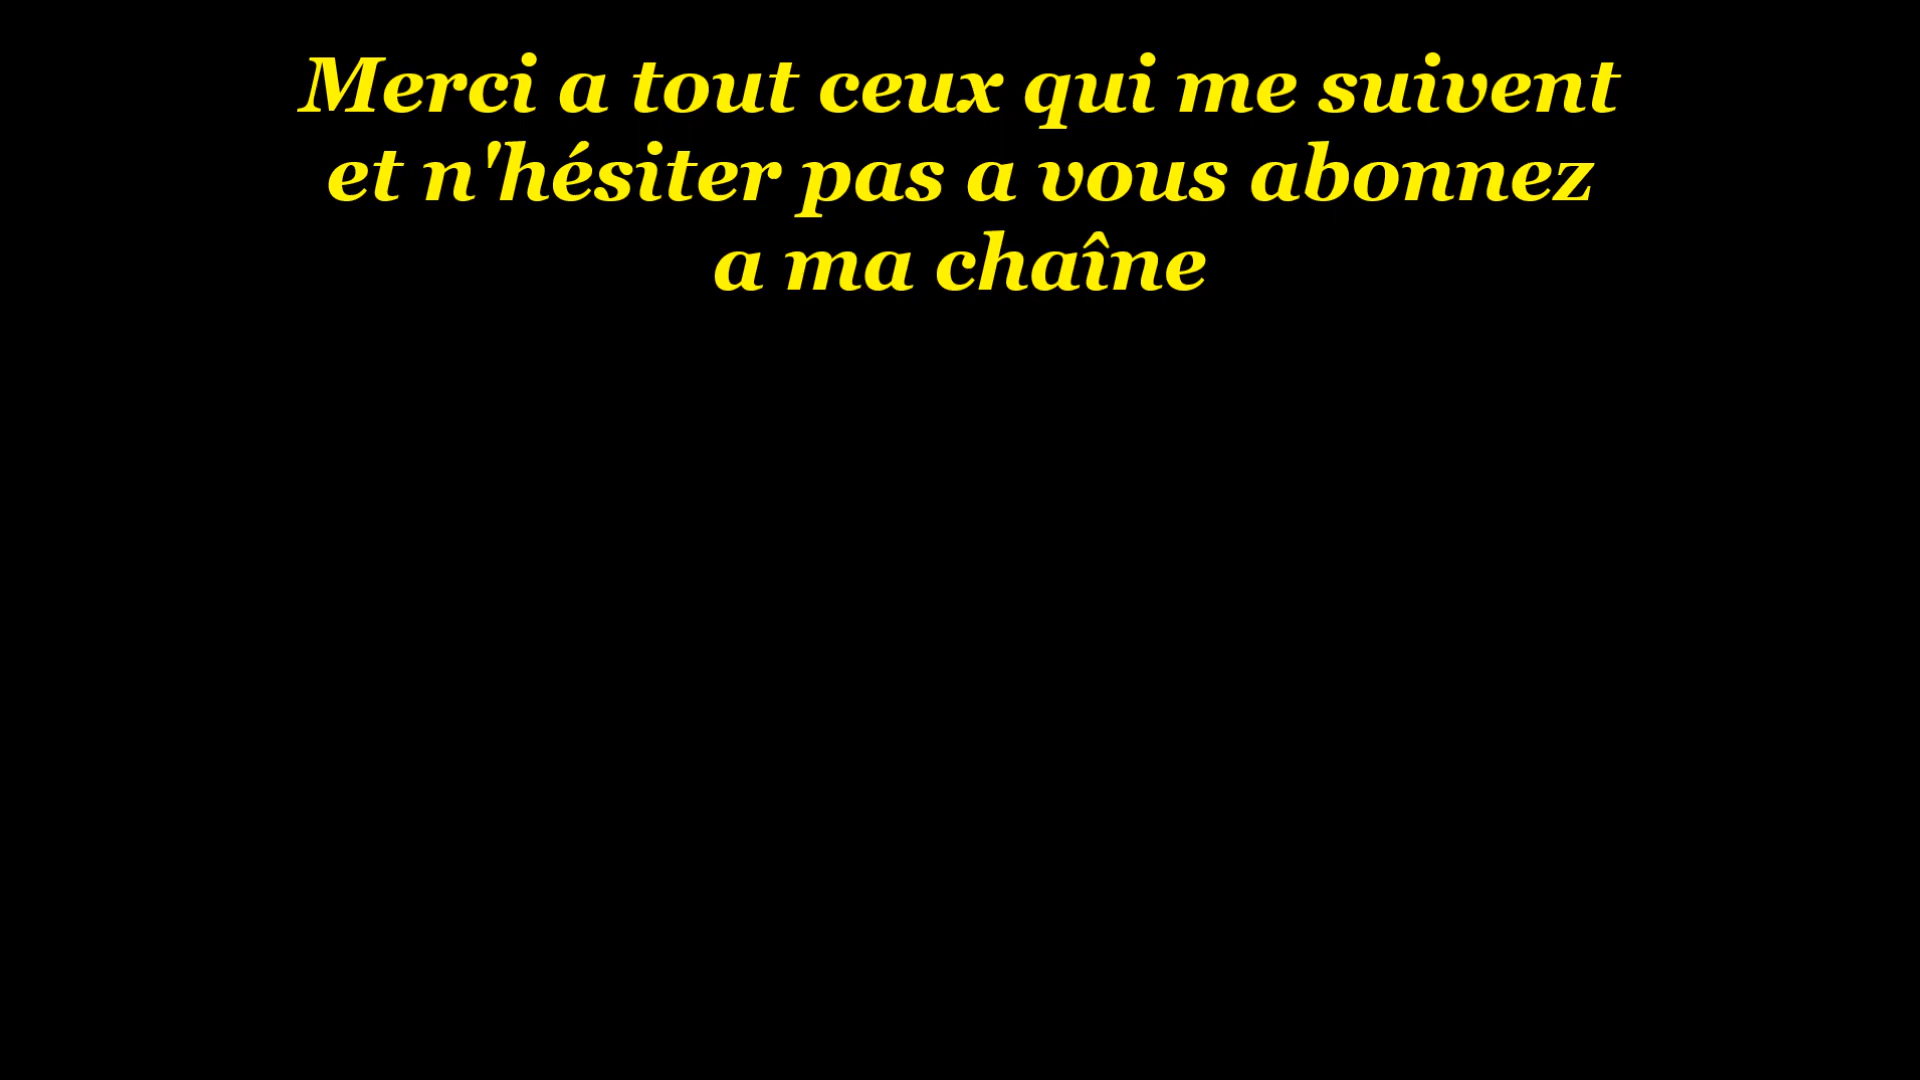 Merci a tout ceux qui me suivent
et n'hésiter pas a vous abonnez
a ma chaîne